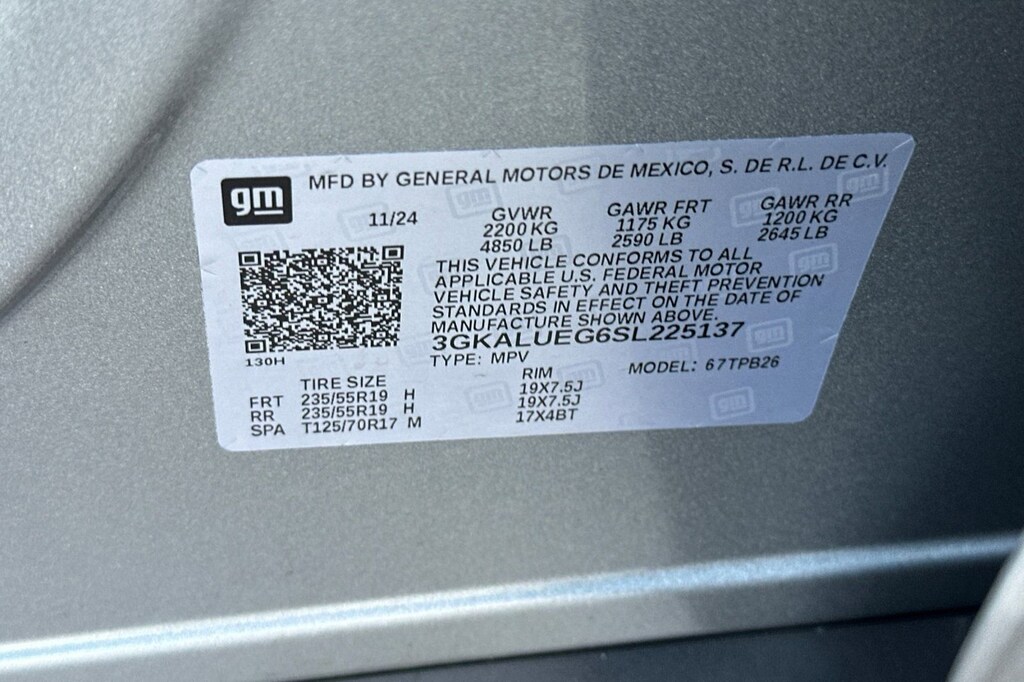 gm
MFD BY GENERAL MOTORS DE MEXICO, S. DE R.L. DE C.V.
11/24 GVWR GAWR FRT GAWR RR
2200 KG 1175 KG 1200 KG
4850 LB 2590 LB 2645 LB
THIS VEHICLE CONFORMS TO ALL
APPLICABLE U.S. FEDERAL MOTOR
VEHICLE SAFETY AND THEFT PREVENTION
STANDARDS IN EFFECT ON THE DATE OF
MANUFACTURE SHOWN ABOVE.
3GKALUEG6SL225137
130H
TYPE: MPV MODEL: 67TPB26
TIRE SIZE RIM
FRT 235/55R19 H 19X7.5J
RR 235/55R19 H 19X7.5J
SPA T125/70R17 M 17X4BT